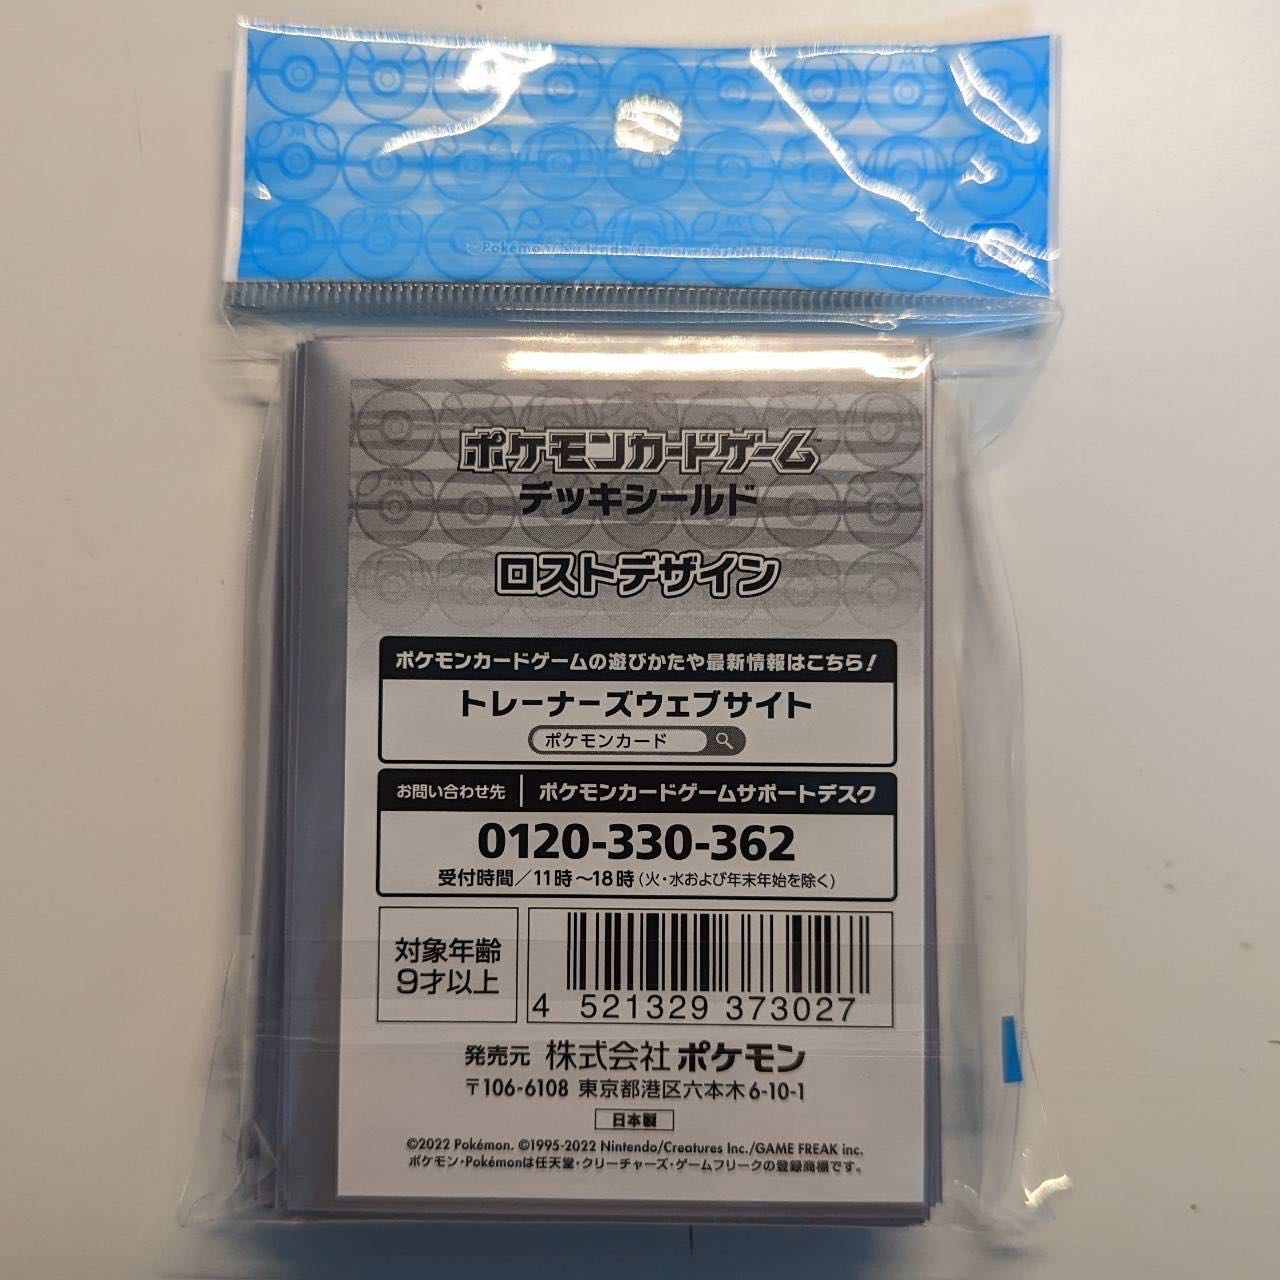 ©Pokémon/Nintendo/Creatures/GAME FREAK
ポケモンカードゲーム™
デッキシールド
ロストデザイン
ポケモンカードゲームの遊びかたや最新情報はこちら！
トレーナーズウェブサイト
ポケモンカード
お問い合わせ先 ポケモンカードゲームサポートデスク
0120-330-362
受付時間／11時〜18時（火・水および年末年始を除く）
対象年齢
9才以上
4 521329 373027
発売元 株式会社ポケモン
〒106-6108 東京都港区六本木6-10-1
日本製
©2022 Pokémon. ©1995-2022 Nintendo/Creatures Inc./GAME FREAK inc.
ポケモン・Pokémonは任天堂・クリーチャーズ・ゲームフリークの登録商標です。